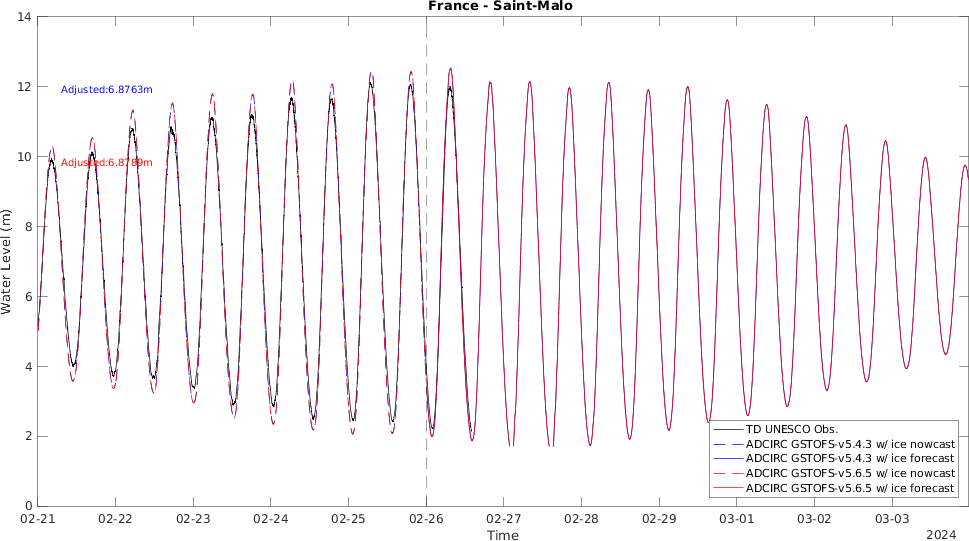 France - Saint-Malo
14
12
10
8
6
4
2
0
Water Level (m)
Adjusted:6.8763m
Adjusted:6.8789m
TD UNESCO Obs.
ADCIRC GSTOFS-v5.4.3 w/ ice nowcast
ADCIRC GSTOFS-v5.4.3 w/ ice forecast
ADCIRC GSTOFS-v5.6.5 w/ ice nowcast
ADCIRC GSTOFS-v5.6.5 w/ ice forecast
02-21 02-22 02-23 02-24 02-25 02-26 02-27 02-28 02-29 03-01 03-02 03-03
Time
2024